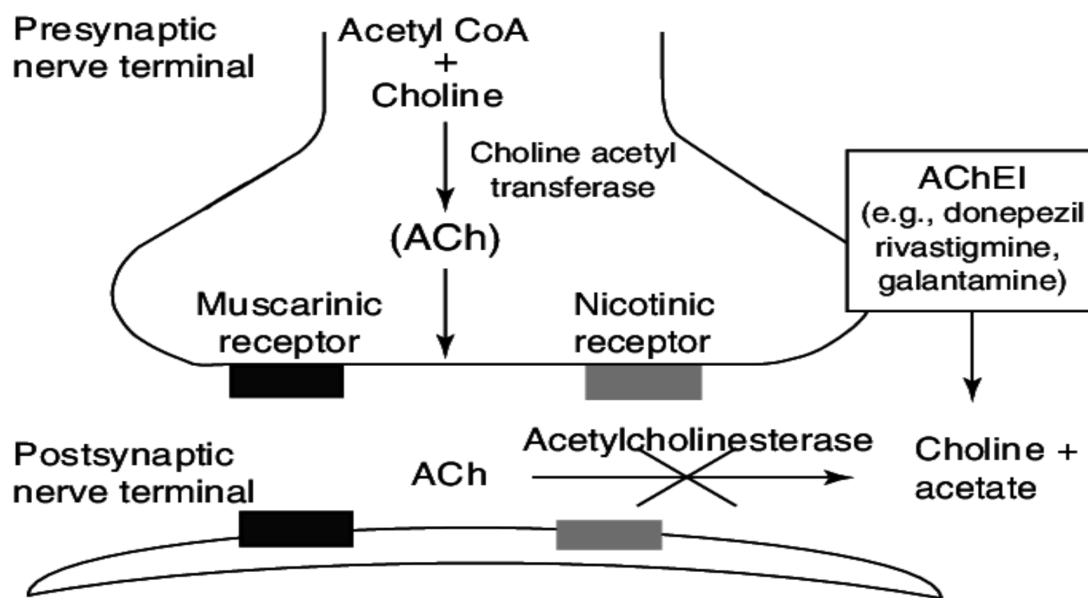 Presynaptic
nerve terminal
Acetyl CoA
+
Choline
Choline acetyl
transferase
(ACh)
AChEI
(e.g., donepezil
rivastigmine,
galantamine)
Muscarinic
receptor
Nicotinic
receptor
Postsynaptic
nerve terminal
ACh
Acetylcholinesterase
Choline +
acetate